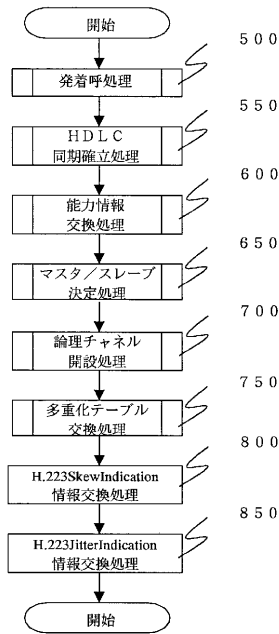 開始
５００
発着呼処理
５５０
ＨＤＬＣ
同期確立処理
６００
能力情報
交換処理
６５０
マスタ／スレーブ
決定処理
７００
論理チャネル
開設処理
７５０
多重化テーブル
交換処理
８００
H.223SkewIndication
情報交換処理
８５０
H.223JitterIndication
情報交換処理
開始